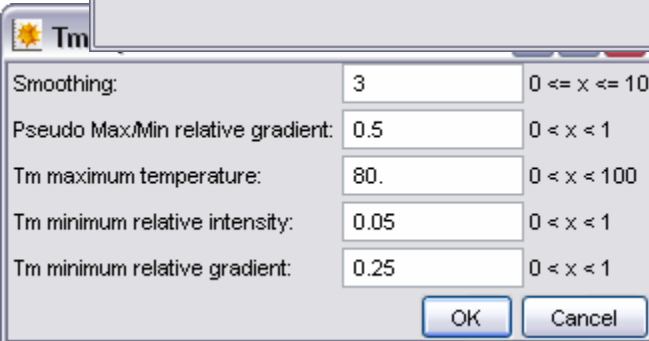 Tm
Smoothing: 3 0 <= x <= 10
Pseudo Max/Min relative gradient: 0.5 0 < x < 1
Tm maximum temperature: 80. 0 < x < 100
Tm minimum relative intensity: 0.05 0 < x < 1
Tm minimum relative gradient: 0.25 0 < x < 1
OK Cancel